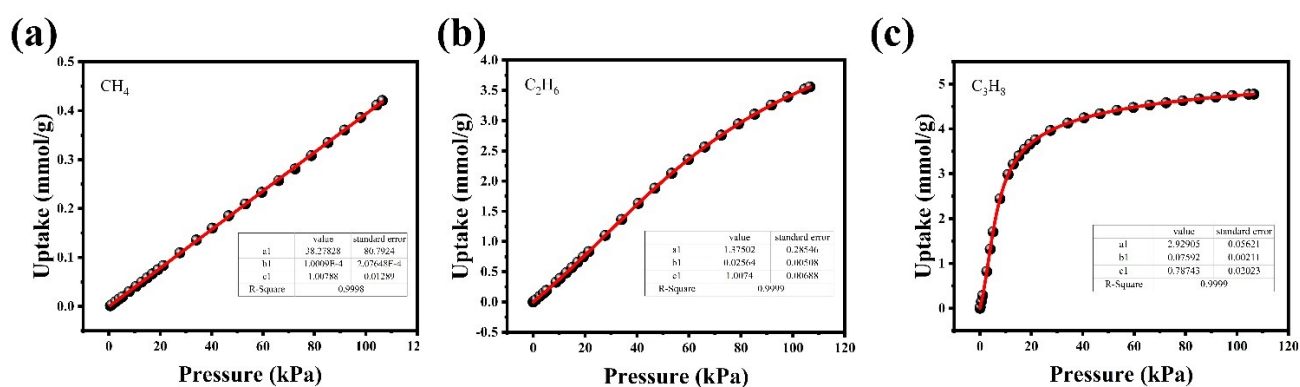 (a)
CH4
Uptake (mmol/g)
0.5
0.4
0.3
0.2
0.1
0.0
value standard error
a1 38.27828 80.7924
b1 1.0009E-4 2.07648E-4
c1 1.00788 0.01289
R-Square 0.9998
0 20 40 60 80 100 12
Pressure (kPa)
(b)
C2H6
Uptake (mmol/g)
4.0
3.5
3.0
2.5
2.0
1.5
1.0
0.5
0.0
-0.5
value standard error
a1 1.37502 0.28546
b1 0.02564 0.00508
c1 1.0074 0.00688
R-Square 0.9999
0 20 40 60 80 100 120
Pressure (kPa)
(c)
C3H8
Uptake (mmol/g)
5
4
3
2
1
0
value standard error
a1 2.92905 0.05621
b1 0.07592 0.00211
c1 0.78743 0.02023
R-Square 0.9999
0 20 40 60 80 100 120
Pressure (kPa)